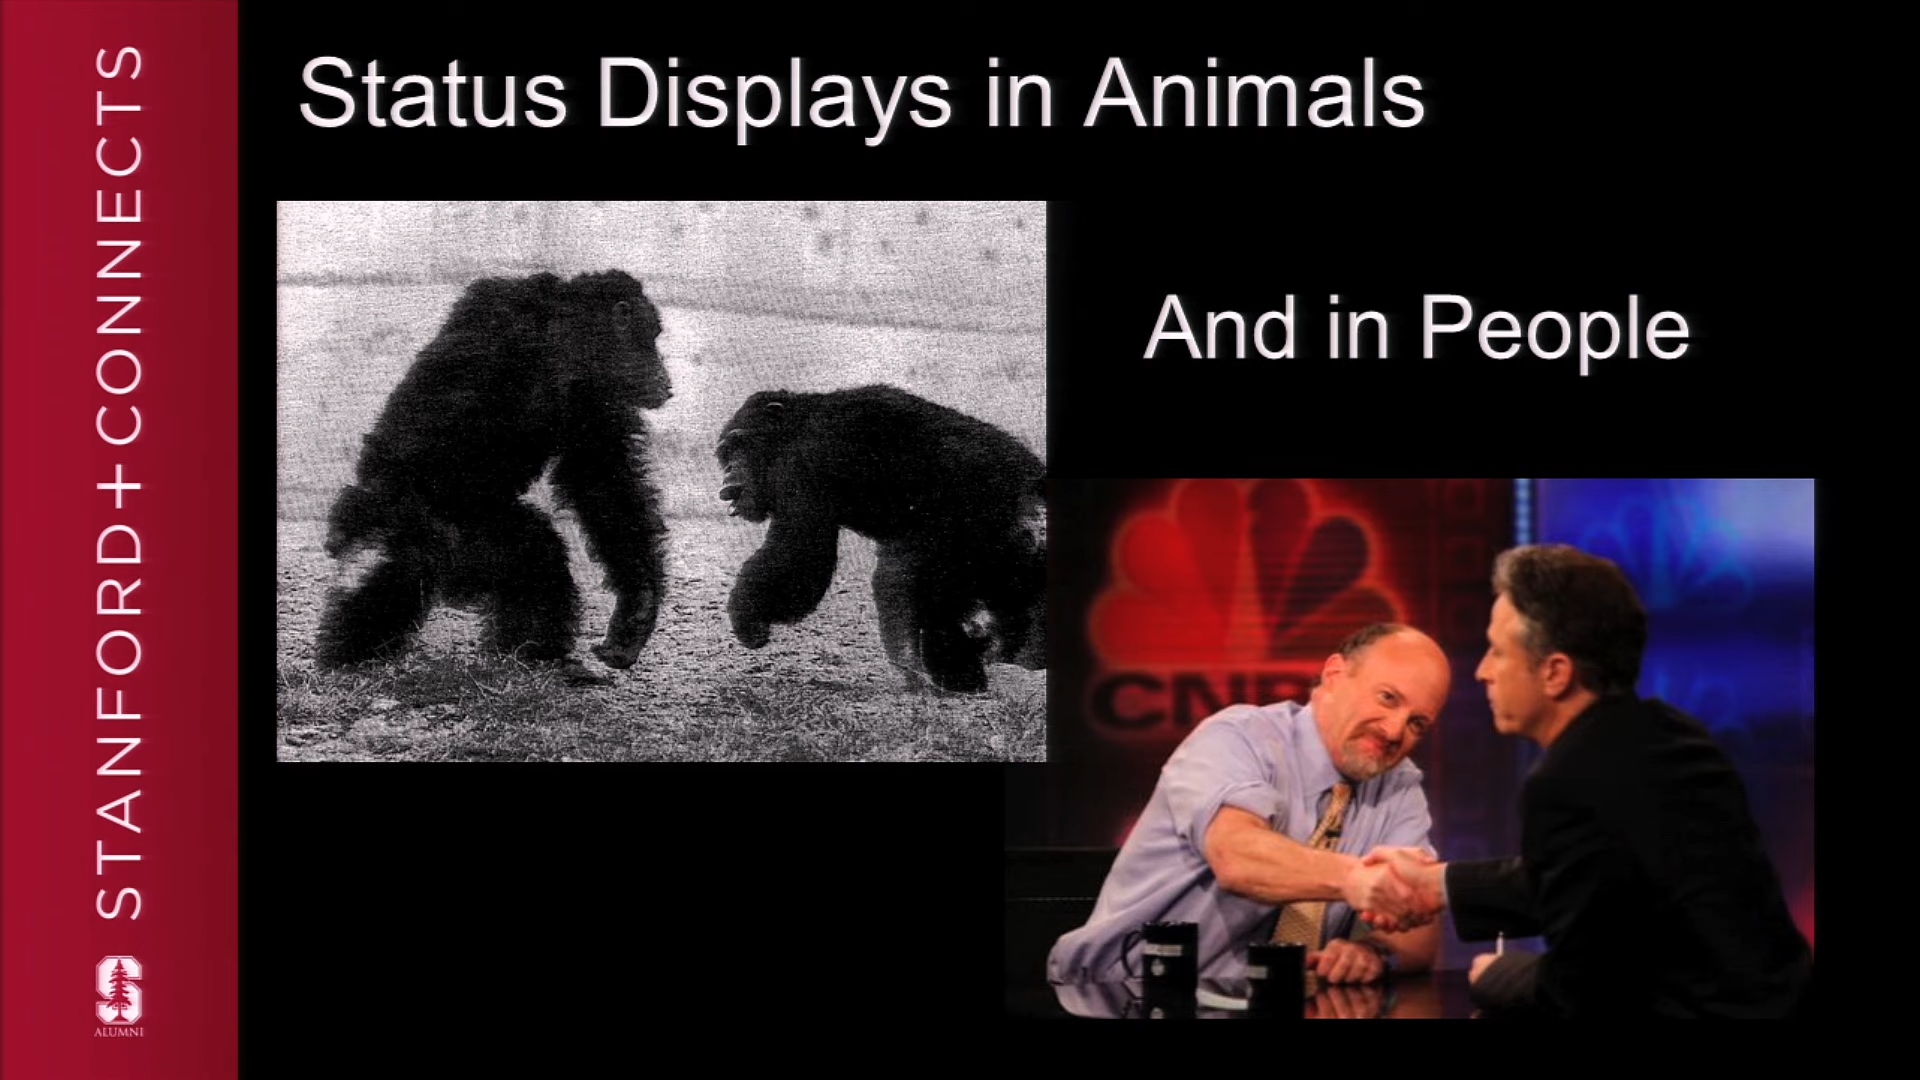 STANFORD+CONNECTS
S
ALUMNI
Status Displays in Animals
And in People